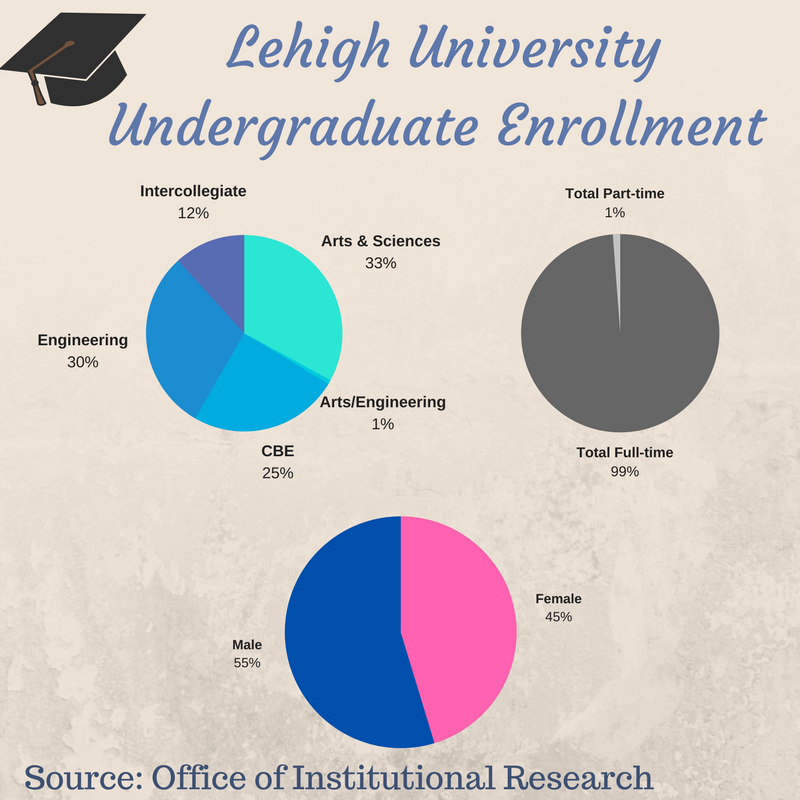 Lehigh University
Undergraduate Enrollment
Intercollegiate
12%
Arts & Sciences
33%
Engineering
30%
Arts/Engineering
1%
CBE
25%
Total Part-time
1%
Total Full-time
99%
Female
45%
Male
55%
Source: Office of Institutional Research